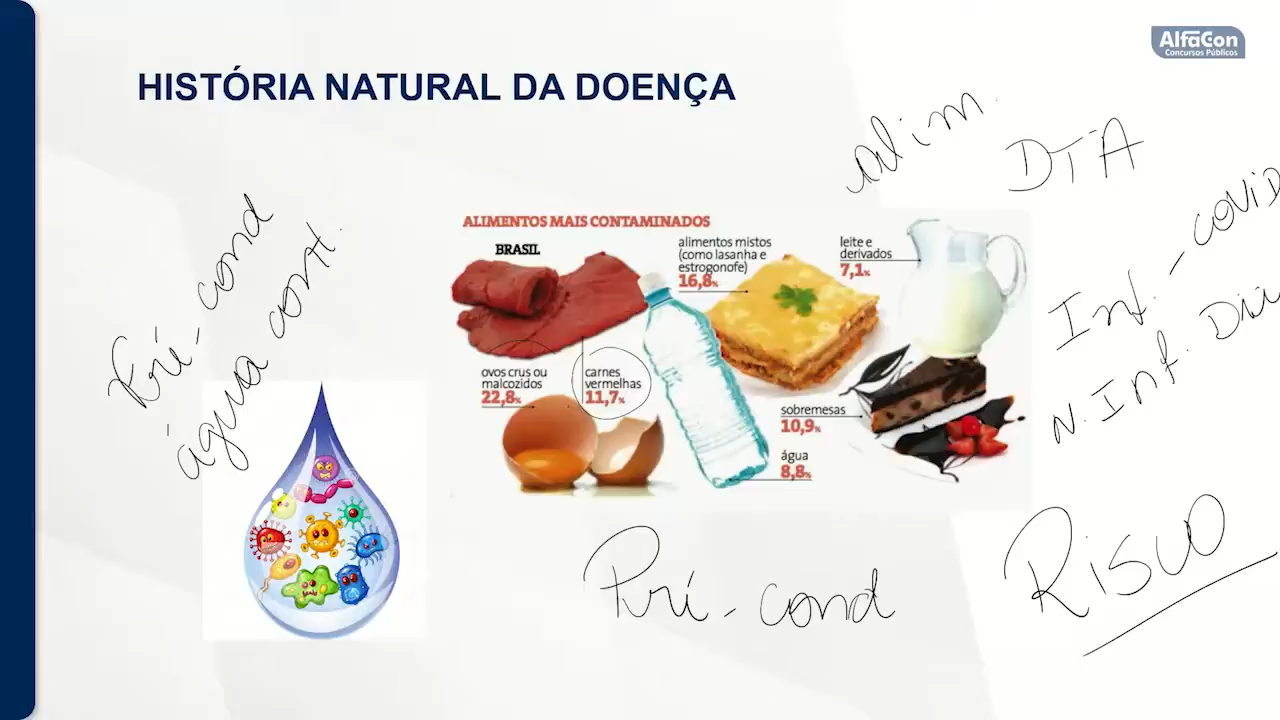 AlfaCon
Concursos Públicos
HISTÓRIA NATURAL DA DOENÇA
alim.
DTA
Pré-cond
água cont.
ALIMENTOS MAIS CONTAMINADOS
BRASIL
alimentos mistos
(como lasanha e
estrogonofe)
16,8%
leite e
derivados
7,1%
Inf. - COVID
N. Inf.
ovos crus ou
malcozidos
22,8%
carnes
vermelhas
11,7%
sobremesas
10,9%
água
8,8%
Pré-cond
Risco